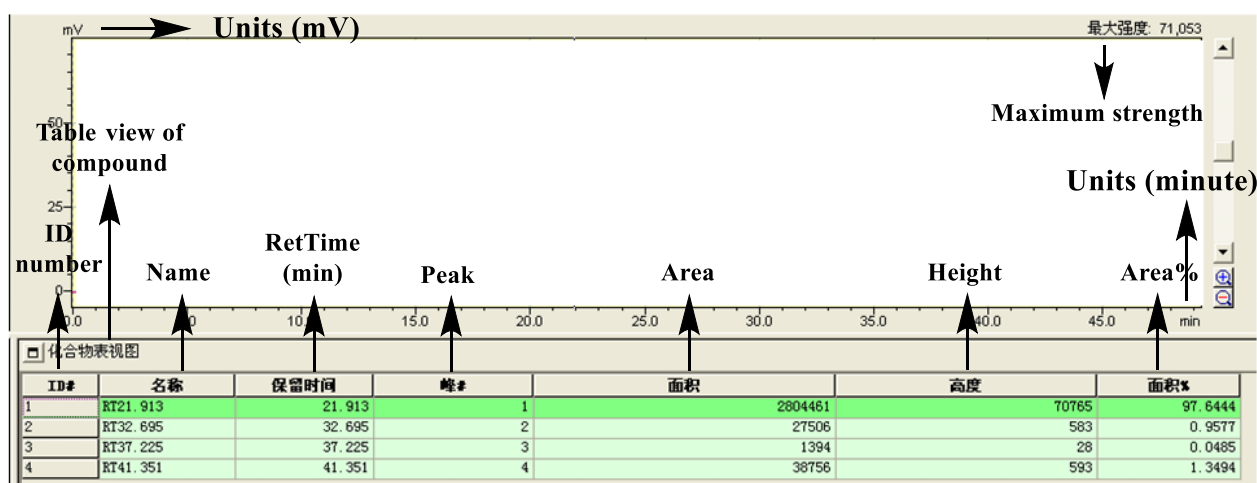 mV
Units (mV)
最大强度: 71,053
Maximum strength
50
Table view of
compound
Units (minute)
25
ID
number
Name
RetTime
(min)
Peak
Area
Height
Area%
0
0.0 10.0 15.0 20.0 25.0 30.0 35.0 40.0 45.0 min
化合物表视图
ID# 名称 保留时间 峰# 面积 高度 面积%
1 RT21.913 21.913 1 2804461 70765 97.6444
2 RT32.695 32.695 2 27506 583 0.9577
3 RT37.225 37.225 3 1394 28 0.0485
4 RT41.351 41.351 4 38756 593 1.3494